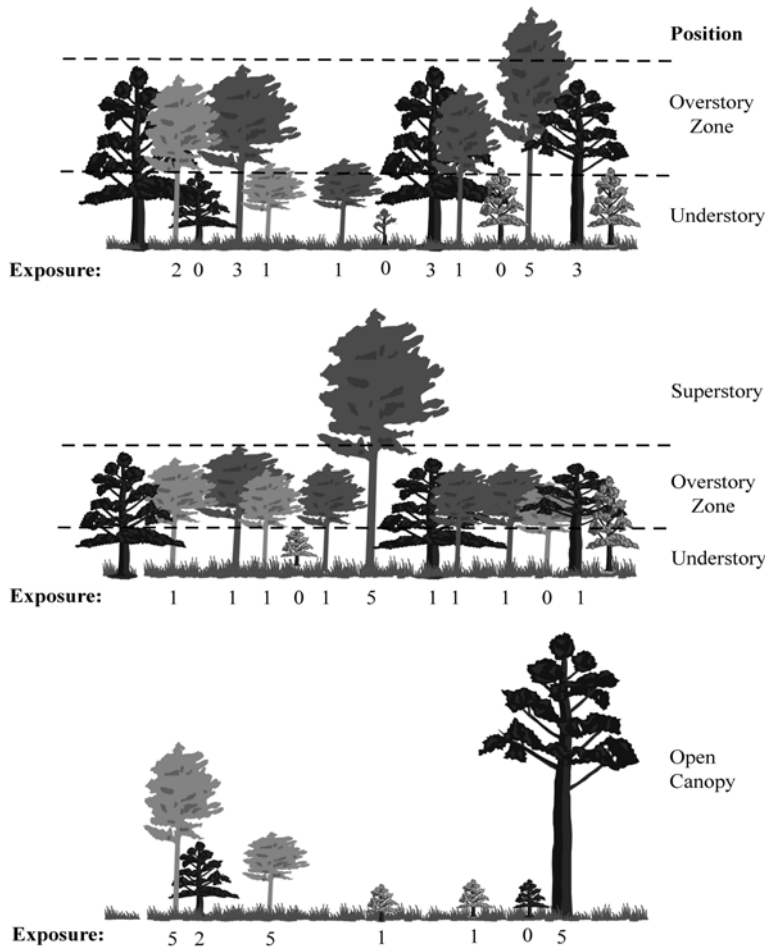 Position
Overstory
Zone
Understory
Exposure: 2 0 3 1 1 0 3 1 0 5 3
Superstory
Overstory
Zone
Understory
Exposure: 1 1 1 0 1 5 1 1 1 0 1
Open
Canopy
Exposure: 5 2 5 1 1 0 5